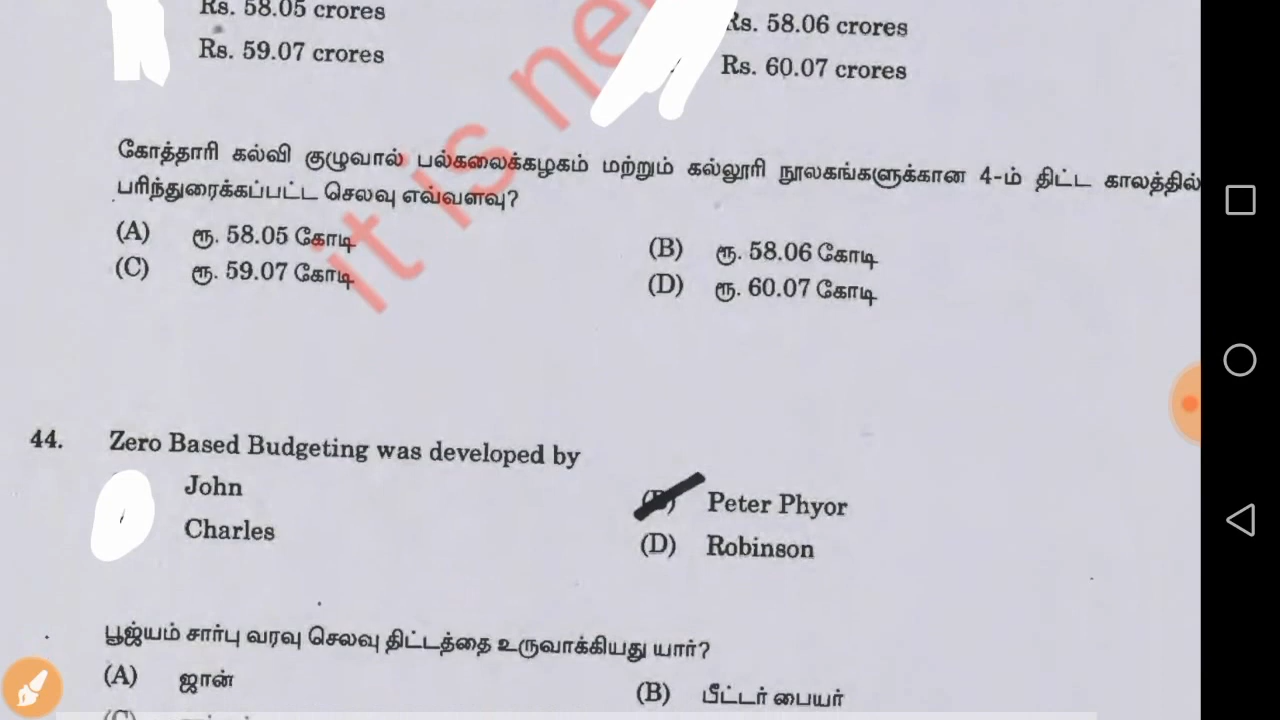 Rs. 58.05 crores
Rs. 58.06 crores
Rs. 59.07 crores
Rs. 60.07 crores
it is ne
கோத்தாரி கல்வி குழுவால் பல்கலைக்கழகம் மற்றும் கல்லூரி நூலகங்களுக்கான 4-ம் திட்ட காலத்தில்
பரிந்துரைக்கப்பட்ட செலவு எவ்வளவு?
(A) ரூ. 58.05 கோடி
(B) ரூ. 58.06 கோடி
(C) ரூ. 59.07 கோடி
(D) ரூ. 60.07 கோடி
44. Zero Based Budgeting was developed by
John
(B) Peter Phyor
Charles
(D) Robinson
பூஜ்யம் சார்பு வரவு செலவு திட்டத்தை உருவாக்கியது யார்?
(A) ஜான்
(B) பீட்டர் பையர்
(C)